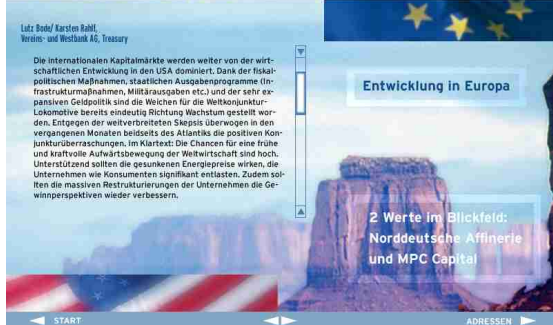 Lutz Bode/ Karsten Rahlf,
Vereins- und Westbank AG, Treasury
Die internationalen Kapitalmärkte werden weiter von der wirt-
schaftlichen Entwicklung in den USA dominiert. Dank der fiskal-
politischen Maßnahmen, staatlichen Ausgabenprogramme (In-
frastrukturmaßnahmen, Militärausgaben etc.) und der sehr ex-
pansiven Geldpolitik sind die Weichen für die Weltkonjunktur-
Lokomotive bereits eindeutig Richtung Wachstum gestellt wor-
den. Entgegen der weitverbreiteten Skepsis überwogen in den
vergangenen Monaten beidseits des Atlantiks die positiven Kon-
junkturüberraschungen. Im Klartext: Die Chancen für eine frühe
und kraftvolle Aufwärtsbewegung der Weltwirtschaft sind hoch.
Unterstützend sollten die gesunkenen Energiepreise wirken, die
Unternehmen wie Konsumenten signifikant entlasten. Zudem sol-
lten die massiven Restrukturierungen der Unternehmen die Ge-
winnperspektiven wieder verbessern.
Entwicklung in Europa
2 Werte im Blickfeld:
Norddeutsche Affinerie
und MPC Capital
START
ADRESSEN